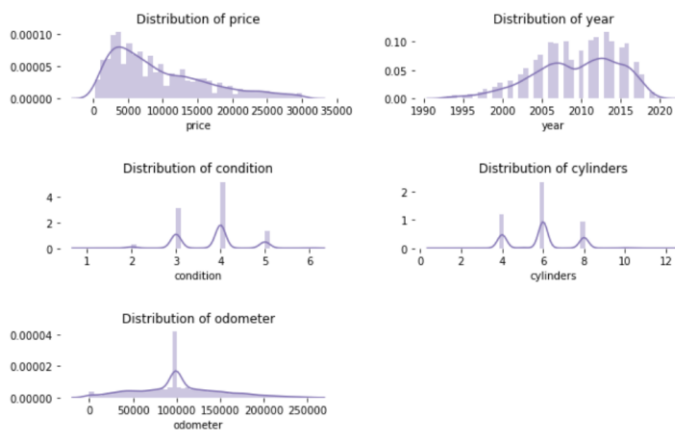 Distribution of price
0.00010
0.00005
0.00000
0 5000 10000 15000 20000 25000 30000 35000
price
Distribution of year
0.10
0.05
0.00
1990 1995 2000 2005 2010 2015 2020
year
Distribution of condition
4
2
0
1 2 3 4 5 6
condition
Distribution of cylinders
2
1
0
0 2 4 6 8 10 12
cylinders
Distribution of odometer
0.00004
0.00002
0.00000
0 50000 100000 150000 200000 250000
odometer